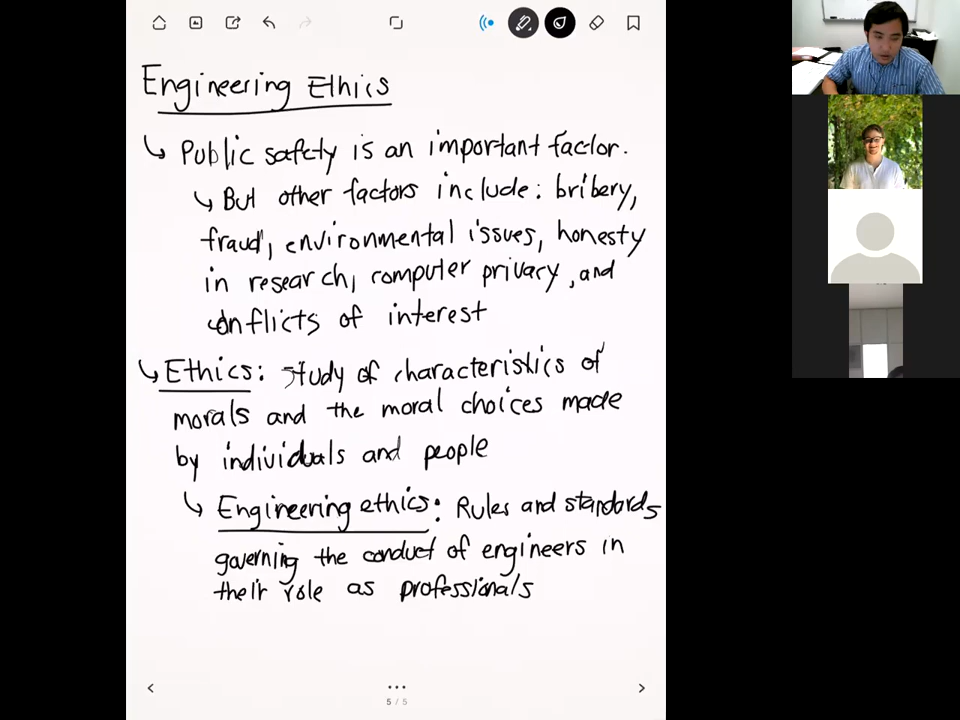 Engineering Ethics
↳ Public safety is an important factor.
↳ But other factors include: bribery,
fraud, environmental issues, honesty
in research, computer privacy, and
conflicts of interest
↳ Ethics: study of characteristics of
morals and the moral choices made
by individuals and people
↳ Engineering ethics: Rules and standards
governing the conduct of engineers in
their role as professionals
5 / 5